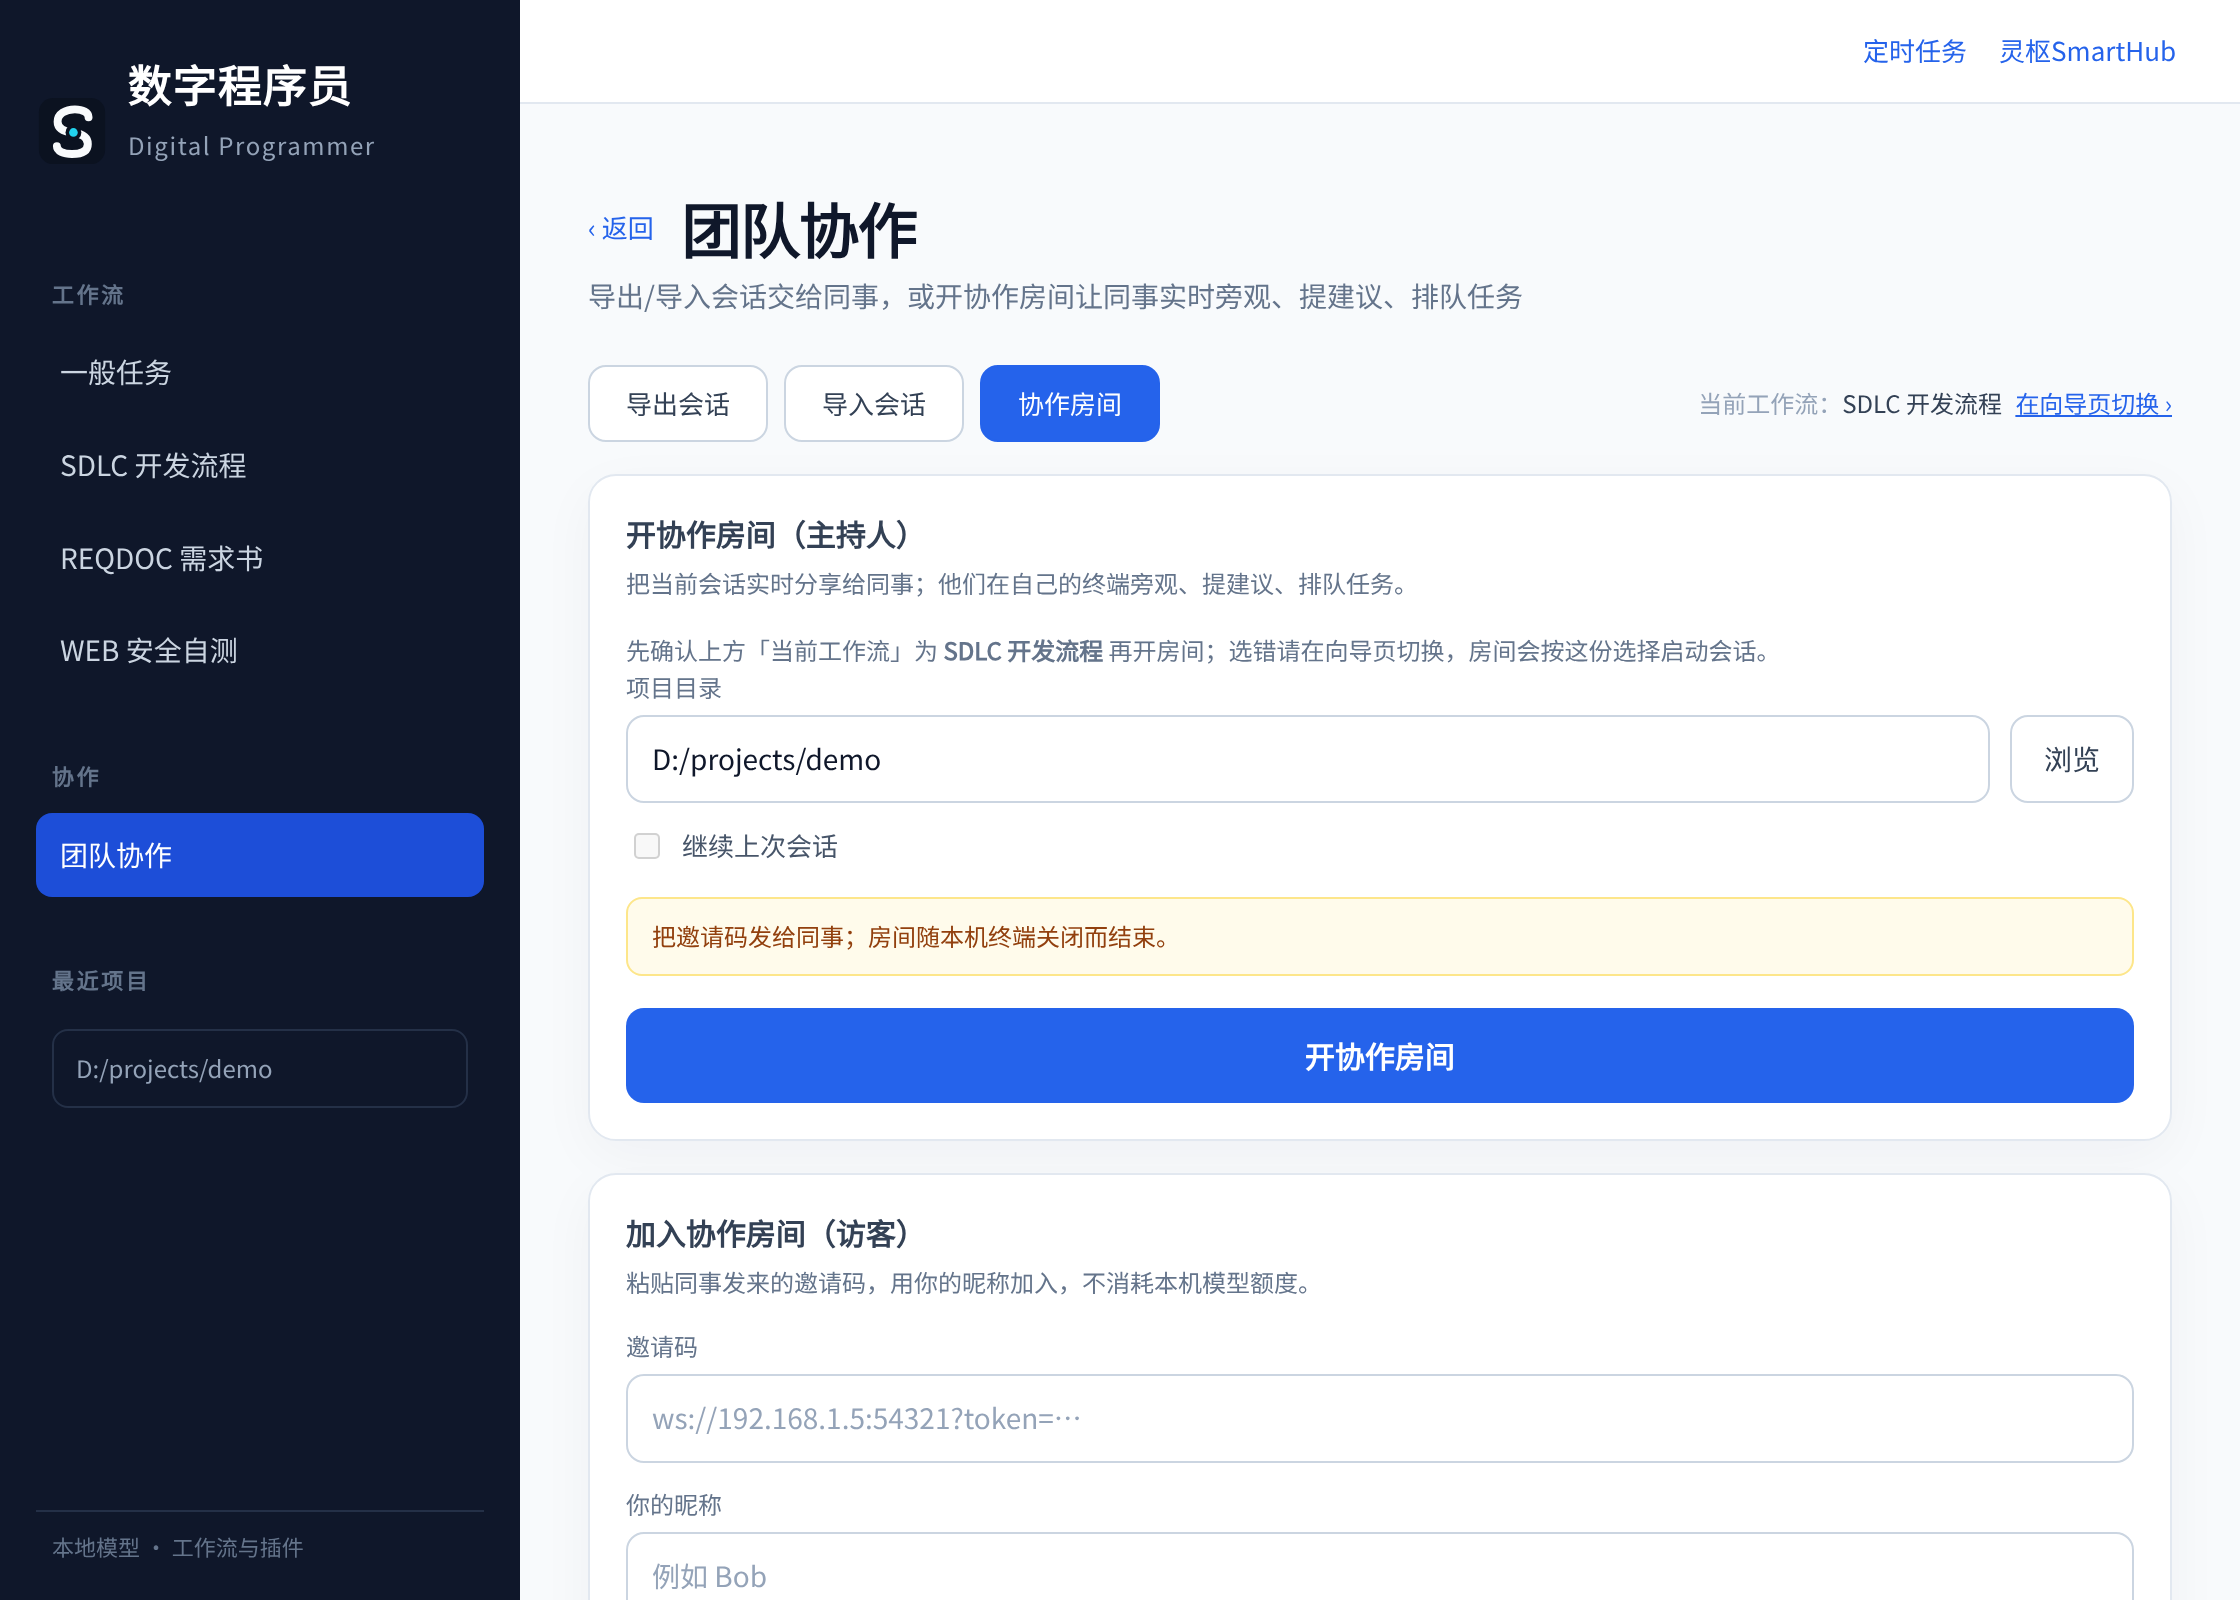 数字程序员
Digital Programmer
工作流
一般任务
SDLC 开发流程
REQDOC 需求书
WEB 安全自测
协作
团队协作
最近项目
D:/projects/demo
本地模型 · 工作流与插件
定时任务 灵枢SmartHub
‹ 返回 团队协作
导出/导入会话交给同事，或开协作房间让同事实时旁观、提建议、排队任务
导出会话 导入会话 协作房间 当前工作流：SDLC 开发流程 在向导页切换 ›
开协作房间（主持人）
把当前会话实时分享给同事；他们在自己的终端旁观、提建议、排队任务。
先确认上方「当前工作流」为 SDLC 开发流程 再开房间；选错请在向导页切换，房间会按这份选择启动会话。
项目目录
D:/projects/demo 浏览
继续上次会话
把邀请码发给同事；房间随本机终端关闭而结束。
开协作房间
加入协作房间（访客）
粘贴同事发来的邀请码，用你的昵称加入，不消耗本机模型额度。
邀请码
ws://192.168.1.5:54321?token=…
你的昵称
例如 Bob